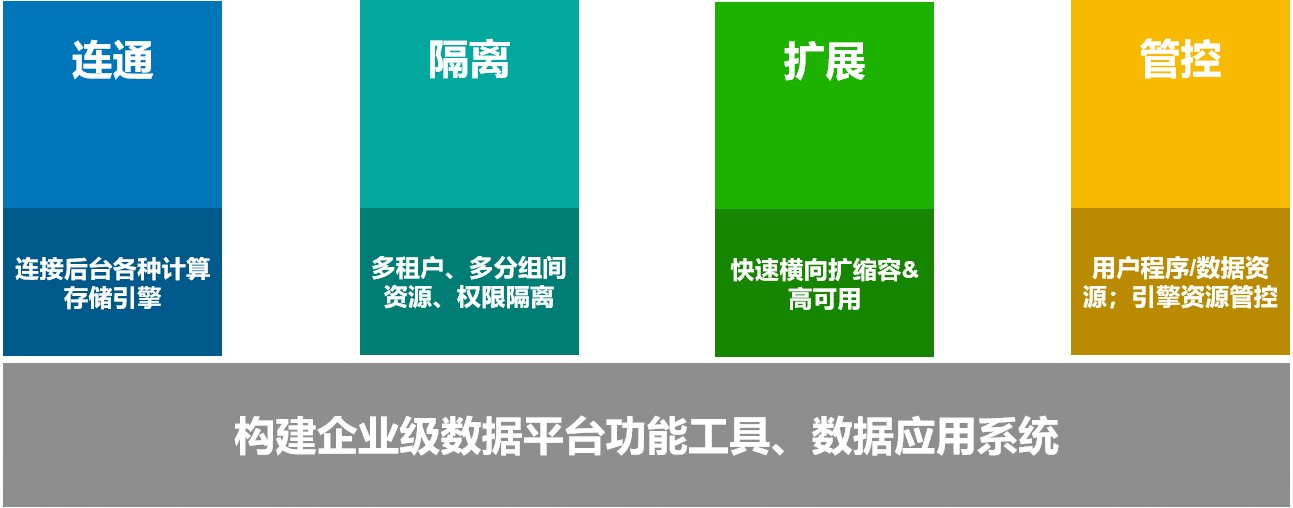 连通
隔离
扩展
管控
连接后台各种计算
存储引擎
多租户、多分组间
资源、权限隔离
快速横向扩缩容&
高可用
用户程序/数据资
源；引擎资源管控
构建企业级数据平台功能工具、数据应用系统